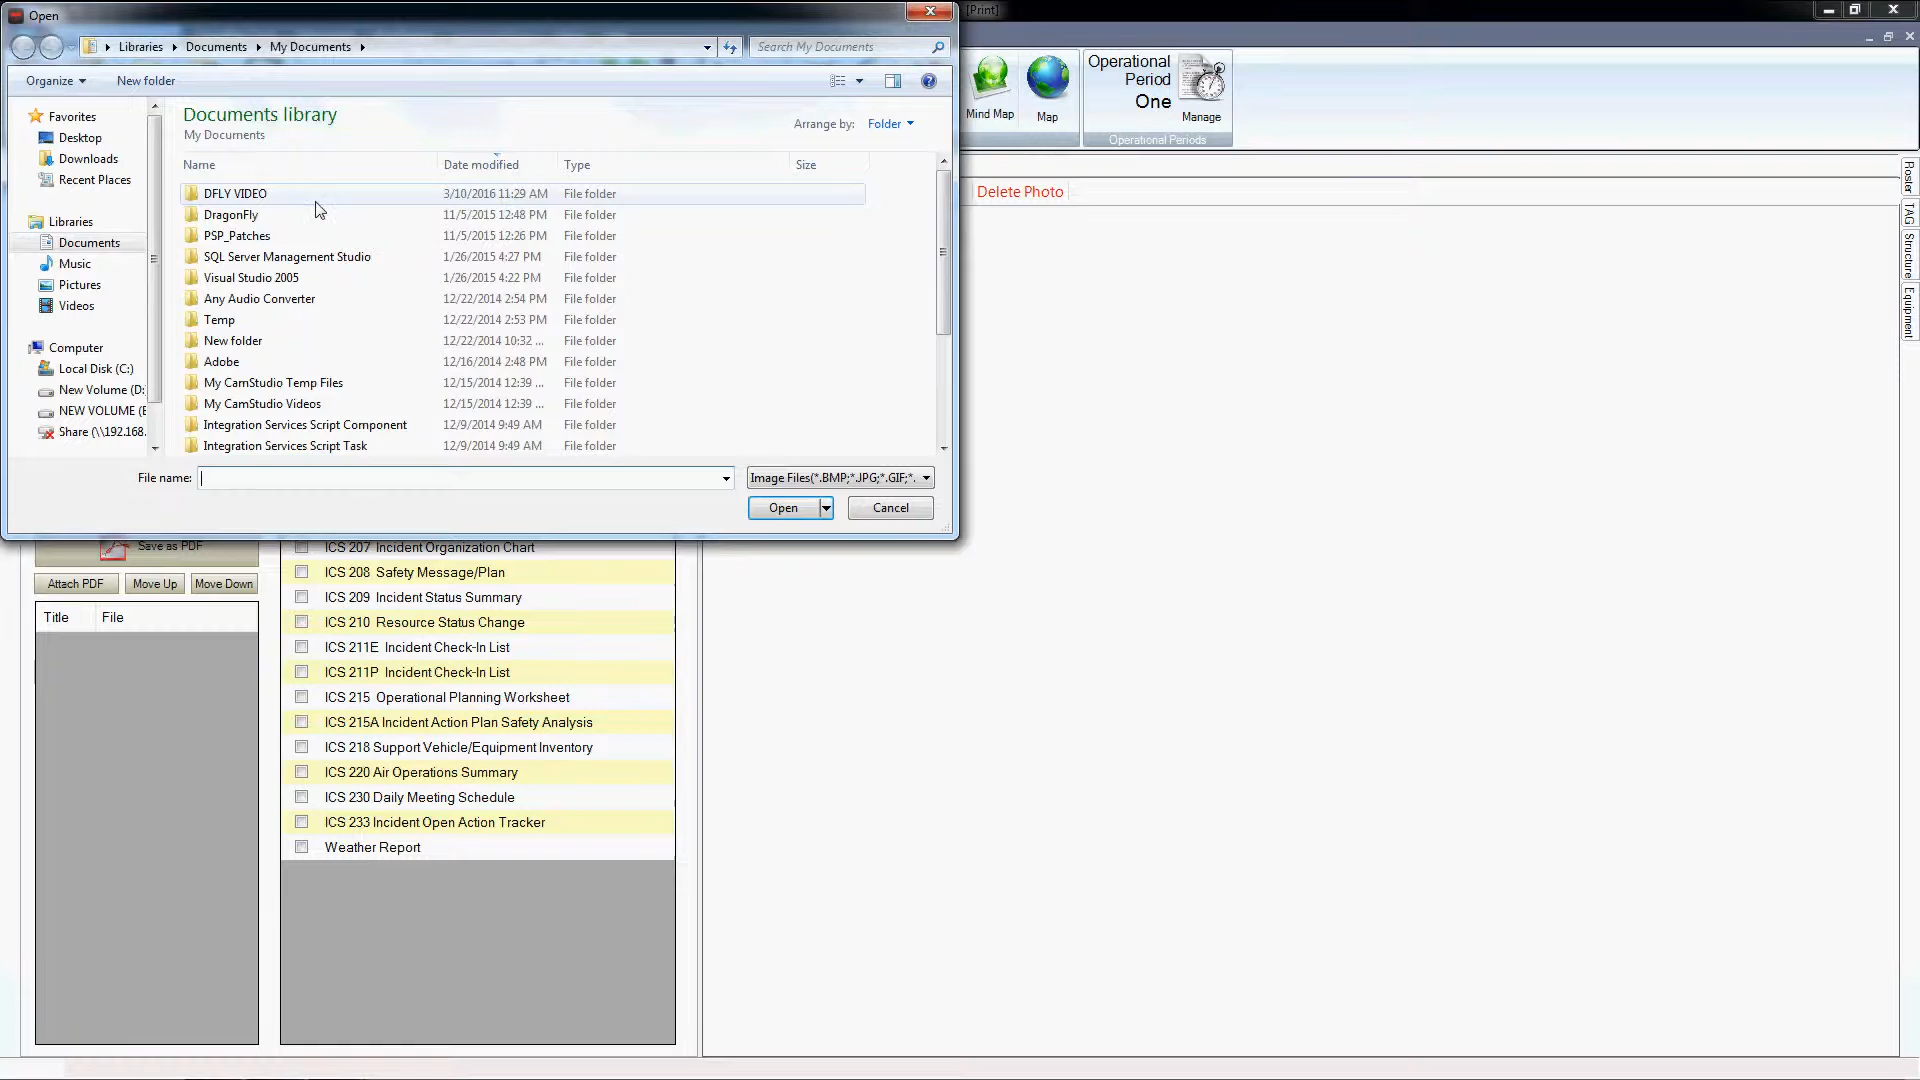 Open
[Print]
Libraries Documents My Documents
Search My Documents
Organize New folder
Favorites
Desktop
Downloads
Recent Places
Libraries
Documents
Music
Pictures
Videos
Computer
Local Disk (C:)
New Volume (D:
NEW VOLUME (E
Share (\\192.168.
Documents library
My Documents
Arrange by: Folder
Name Date modified Type Size
DFLY VIDEO 3/10/2016 11:29 AM File folder
DragonFly 11/5/2015 12:48 PM File folder
PSP_Patches 11/5/2015 12:26 PM File folder
SQL Server Management Studio 1/26/2015 4:27 PM File folder
Visual Studio 2005 1/26/2015 4:22 PM File folder
Any Audio Converter 12/22/2014 2:54 PM File folder
Temp 12/22/2014 2:53 PM File folder
New folder 12/22/2014 10:32 ... File folder
Adobe 12/16/2014 2:48 PM File folder
My CamStudio Temp Files 12/15/2014 12:39 ... File folder
My CamStudio Videos 12/15/2014 12:39 ... File folder
Integration Services Script Component 12/9/2014 9:49 AM File folder
Integration Services Script Task 12/9/2014 9:49 AM File folder
File name: Image Files(*.BMP;*.JPG;*.GIF;*.
Open Cancel
Mind Map
Map
Operational
Period
One
Manage
Operational Periods
Delete Photo
Roster
TAG
Structure
Equipment
Save as PDF
Attach PDF Move Up Move Down
Title File
ICS 207 Incident Organization Chart
ICS 208 Safety Message/Plan
ICS 209 Incident Status Summary
ICS 210 Resource Status Change
ICS 211E Incident Check-In List
ICS 211P Incident Check-In List
ICS 215 Operational Planning Worksheet
ICS 215A Incident Action Plan Safety Analysis
ICS 218 Support Vehicle/Equipment Inventory
ICS 220 Air Operations Summary
ICS 230 Daily Meeting Schedule
ICS 233 Incident Open Action Tracker
Weather Report